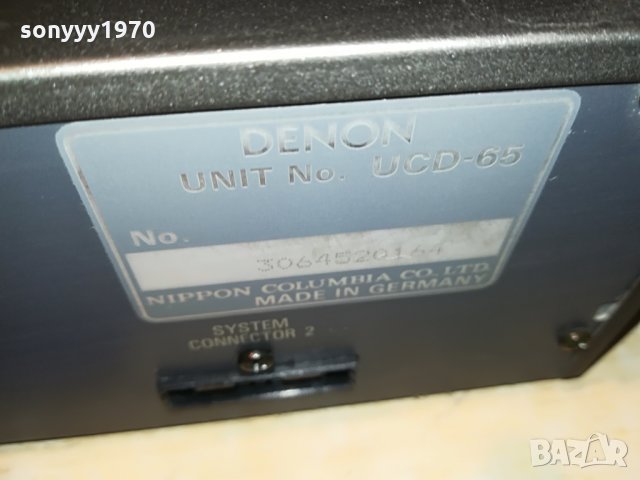 sonyyy1970
DENON
UNIT No. UCD-65
No.
3064520164
NIPPON COLUMBIA CO. LTD.
MADE IN GERMANY
SYSTEM
CONNECTOR 2
BAZAR